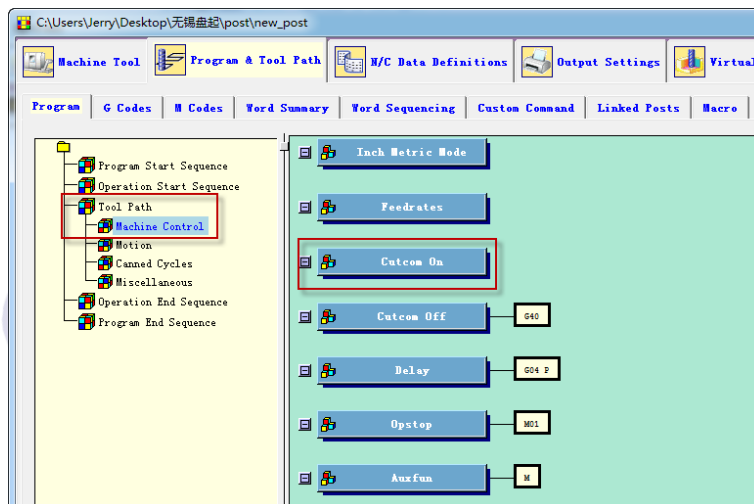 C:\Users\Jerry\Desktop\无锡盘起\post\new_post
Machine Tool
Program & Tool Path
N/C Data Definitions
Output Settings
Virtual
Program
G Codes
M Codes
Word Summary
Word Sequencing
Custom Command
Linked Posts
Macro
Program Start Sequence
Operation Start Sequence
Tool Path
Machine Control
Motion
Canned Cycles
Miscellaneous
Operation End Sequence
Program End Sequence
Inch Metric Mode
Feedrates
Cutcom On
Cutcom Off
G40
Delay
G04 P
Opstop
M01
Auxfun
M